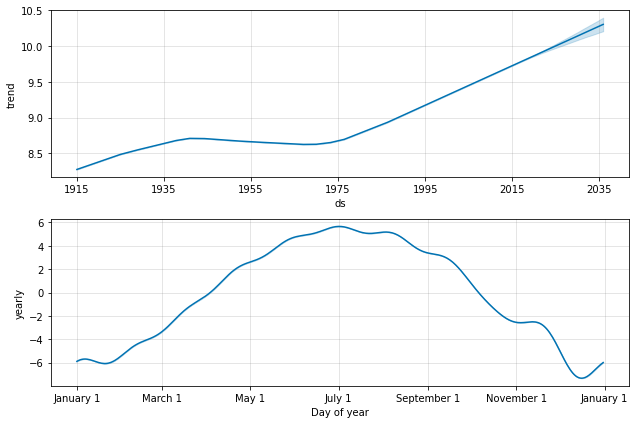 10.5
10.0
9.5
9.0
8.5
trend
1915 1935 1955 1975 1995 2015 2035
ds
6
4
2
0
−2
−4
−6
yearly
January 1 March 1 May 1 July 1 September 1 November 1 January 1
Day of year